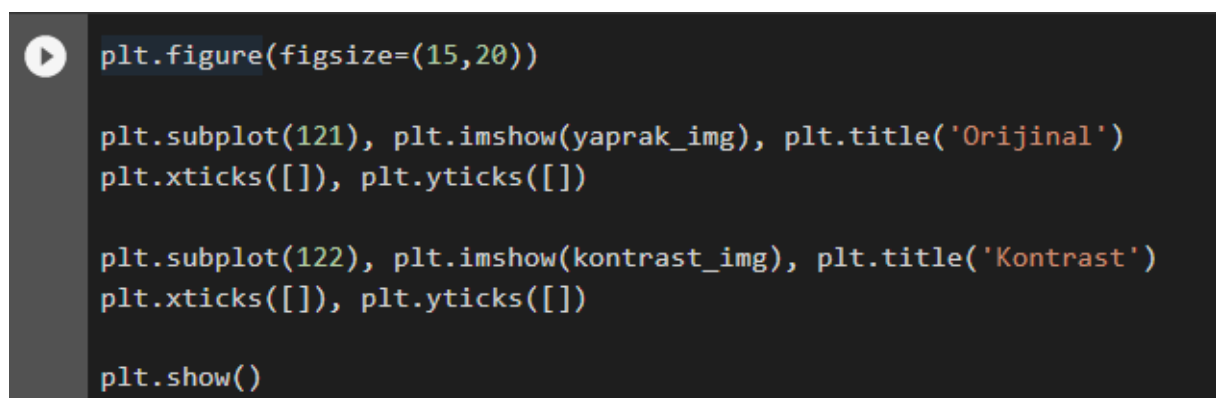 plt.figure(figsize=(15,20))
plt.subplot(121), plt.imshow(yaprak_img), plt.title('Orijinal')
plt.xticks([]), plt.yticks([])
plt.subplot(122), plt.imshow(kontrast_img), plt.title('Kontrast')
plt.xticks([]), plt.yticks([])
plt.show()